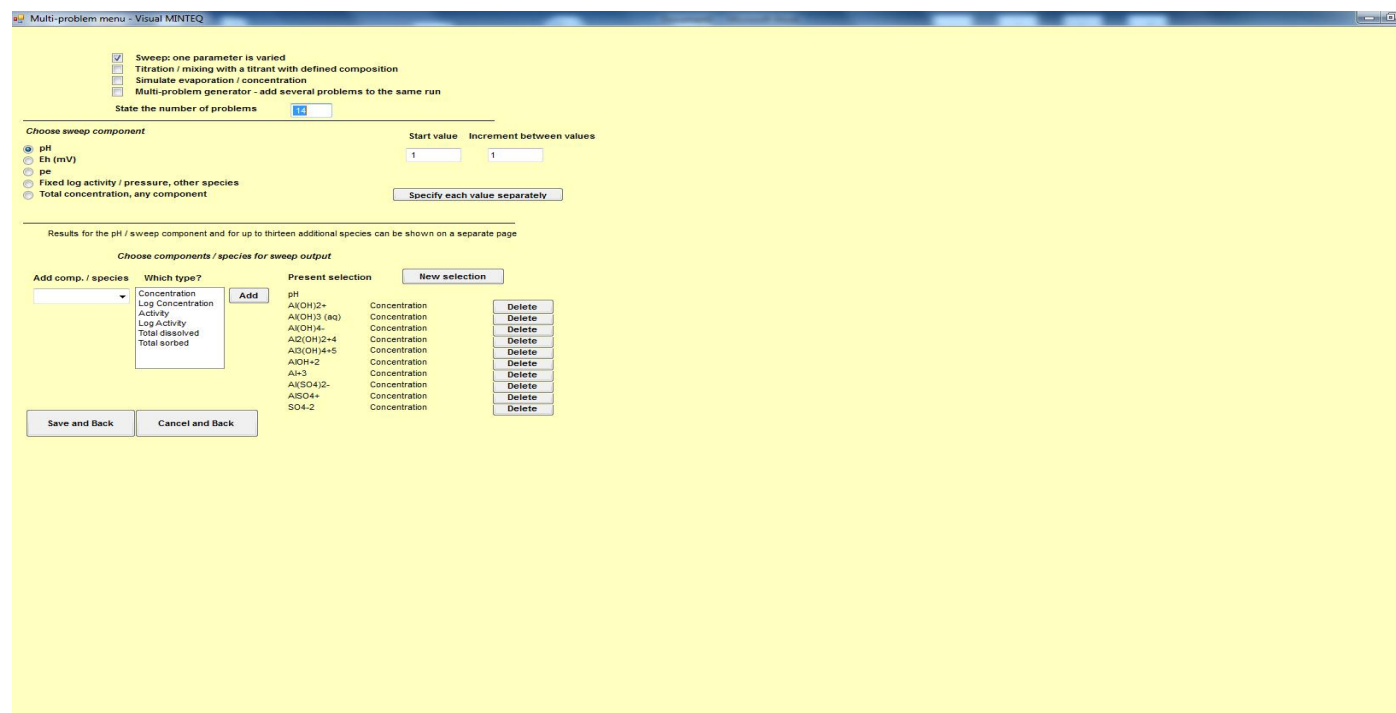 Multi-problem menu - Visual MINTEQ
Sweep: one parameter is varied
Titration / mixing with a titrant with defined composition
Simulate evaporation / concentration
Multi-problem generator - add several problems to the same run
State the number of problems 14
Choose sweep component
Start value Increment between values
pH
1 1
Eh (mV)
pe
Fixed log activity / pressure, other species
Total concentration, any component
Specify each value separately
Results for the pH / sweep component and for up to thirteen additional species can be shown on a separate page
Choose components / species for sweep output
Add comp. / species Which type? Present selection New selection
Concentration
Log Concentration
Activity
Log Activity
Total dissolved
Total sorbed
Add
pH
Al(OH)2+ Concentration Delete
Al(OH)3 (aq) Concentration Delete
Al(OH)4- Concentration Delete
Al2(OH)2+4 Concentration Delete
Al3(OH)4+5 Concentration Delete
AlOH+2 Concentration Delete
Al+3 Concentration Delete
Al(SO4)2- Concentration Delete
AlSO4+ Concentration Delete
SO4-2 Concentration Delete
Save and Back Cancel and Back